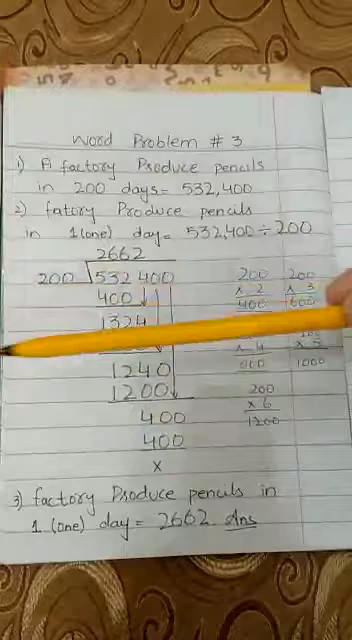 Word Problem # 3
1) A factory Produce pencils
in 200 days = 532,400
2) fatory Produce pencils
in 1(one) day = 532,400 ÷ 200
2662
200 532 400
400
1324
1240
1200
400
400
x
200 200
x 2 x 3
400 600
x 4 x 5
800 1000
200
x 6
1200
3) factory Produce pencils in
1 (one) day = 2662 Ans